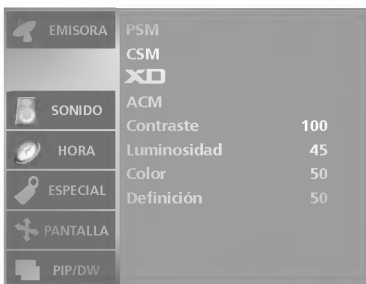 EMISORA
SONIDO
HORA
ESPECIAL
PANTALLA
PIP/DW
PSM
CSM
XD
ACM
Contraste 100
Luminosidad 45
Color 50
Definición 50